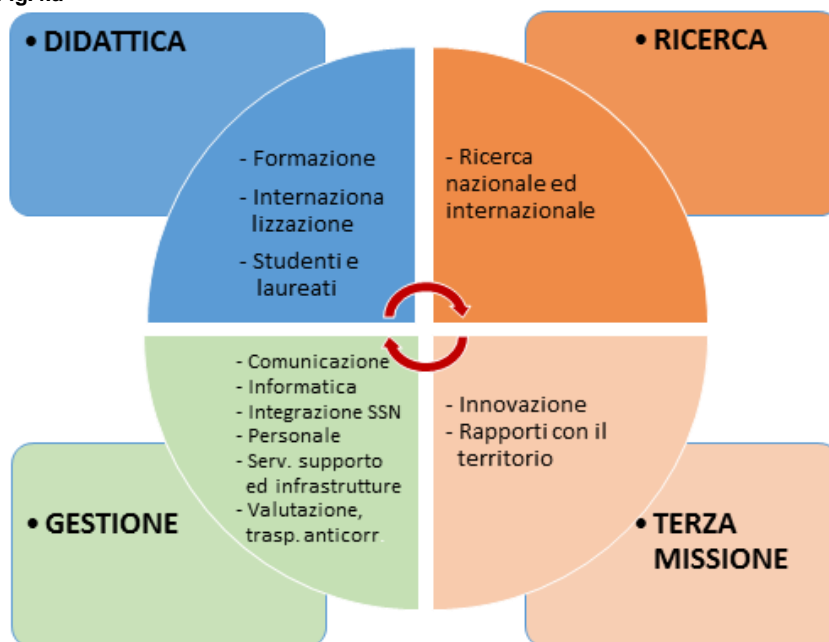 • DIDATTICA
- Formazione
- Internaziona
lizzazione
- Studenti e
laureati
• RICERCA
- Ricerca
nazionale ed
internazionale
- Comunicazione
- Informatica
- Integrazione SSN
- Personale
- Serv. supporto
ed infrastrutture
- Valutazione,
trasp. anticorr.
• GESTIONE
- Innovazione
- Rapporti con il
territorio
• TERZA
MISSIONE